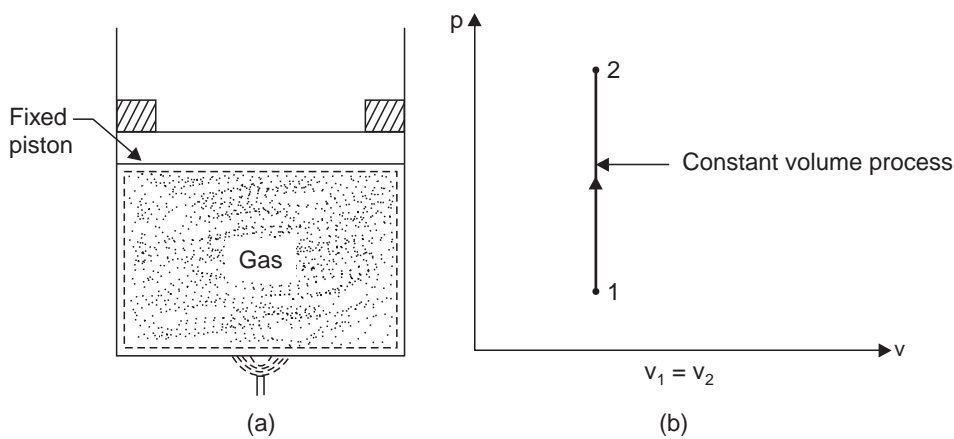 Fixed
piston
Gas
(a)
p
2
Constant volume process
1
v
v₁ = v₂
(b)